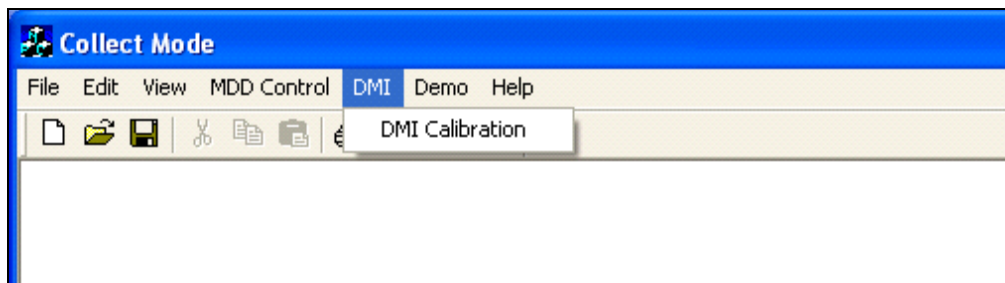 Collect Mode
File Edit View MDD Control DMI Demo Help
DMI Calibration